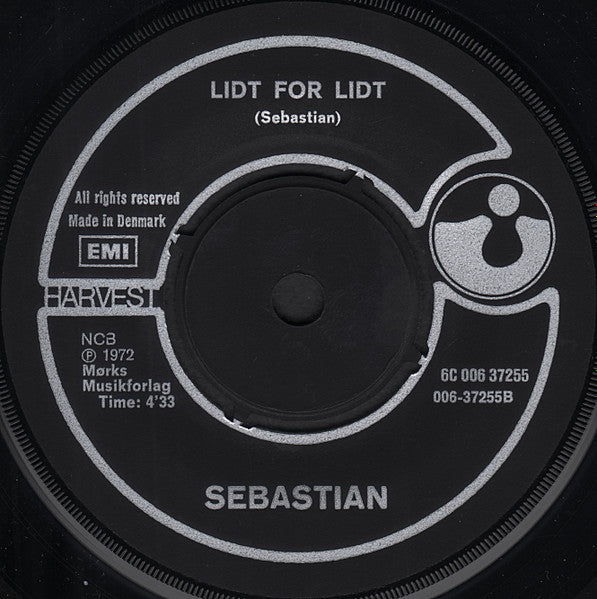 LIDT FOR LIDT
(Sebastian)
All rights reserved
Made in Denmark
EMI
HARVEST
NCB
Ⓟ 1972
Mørks
Musikforlag
Time: 4'33
6C 006 37255
006-37255B
SEBASTIAN